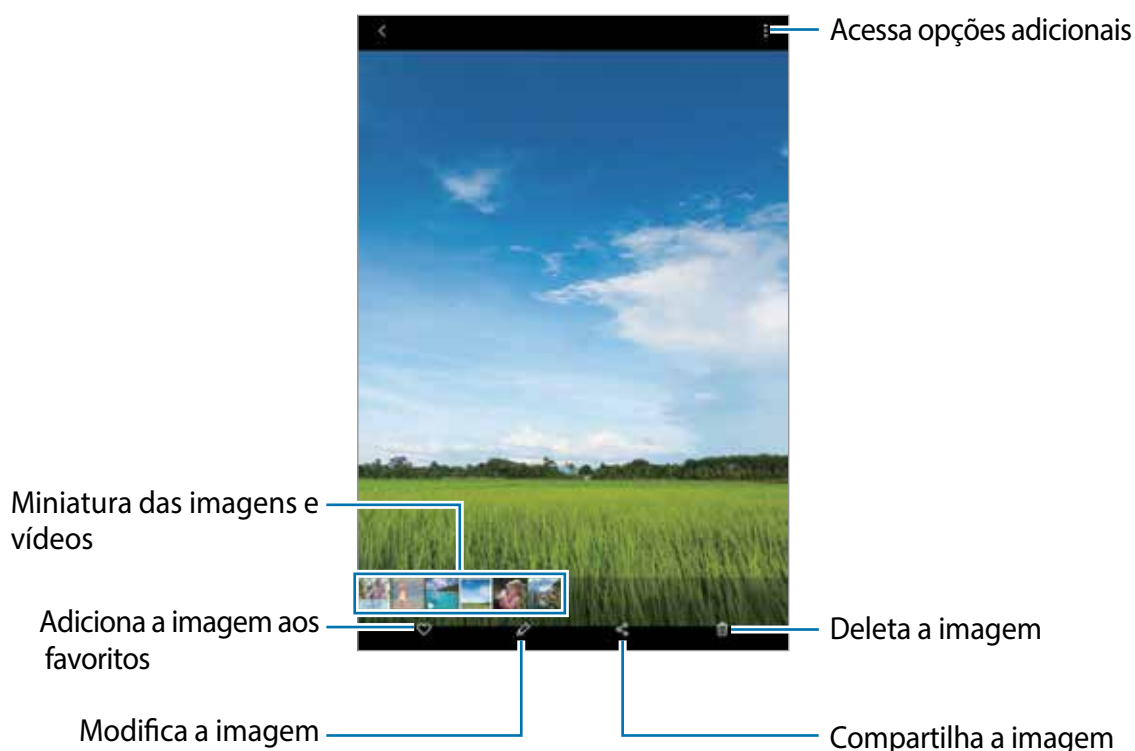 Acessa opções adicionais
Miniatura das imagens e
vídeos
Adiciona a imagem aos
favoritos
Deleta a imagem
Modifica a imagem
Compartilha a imagem